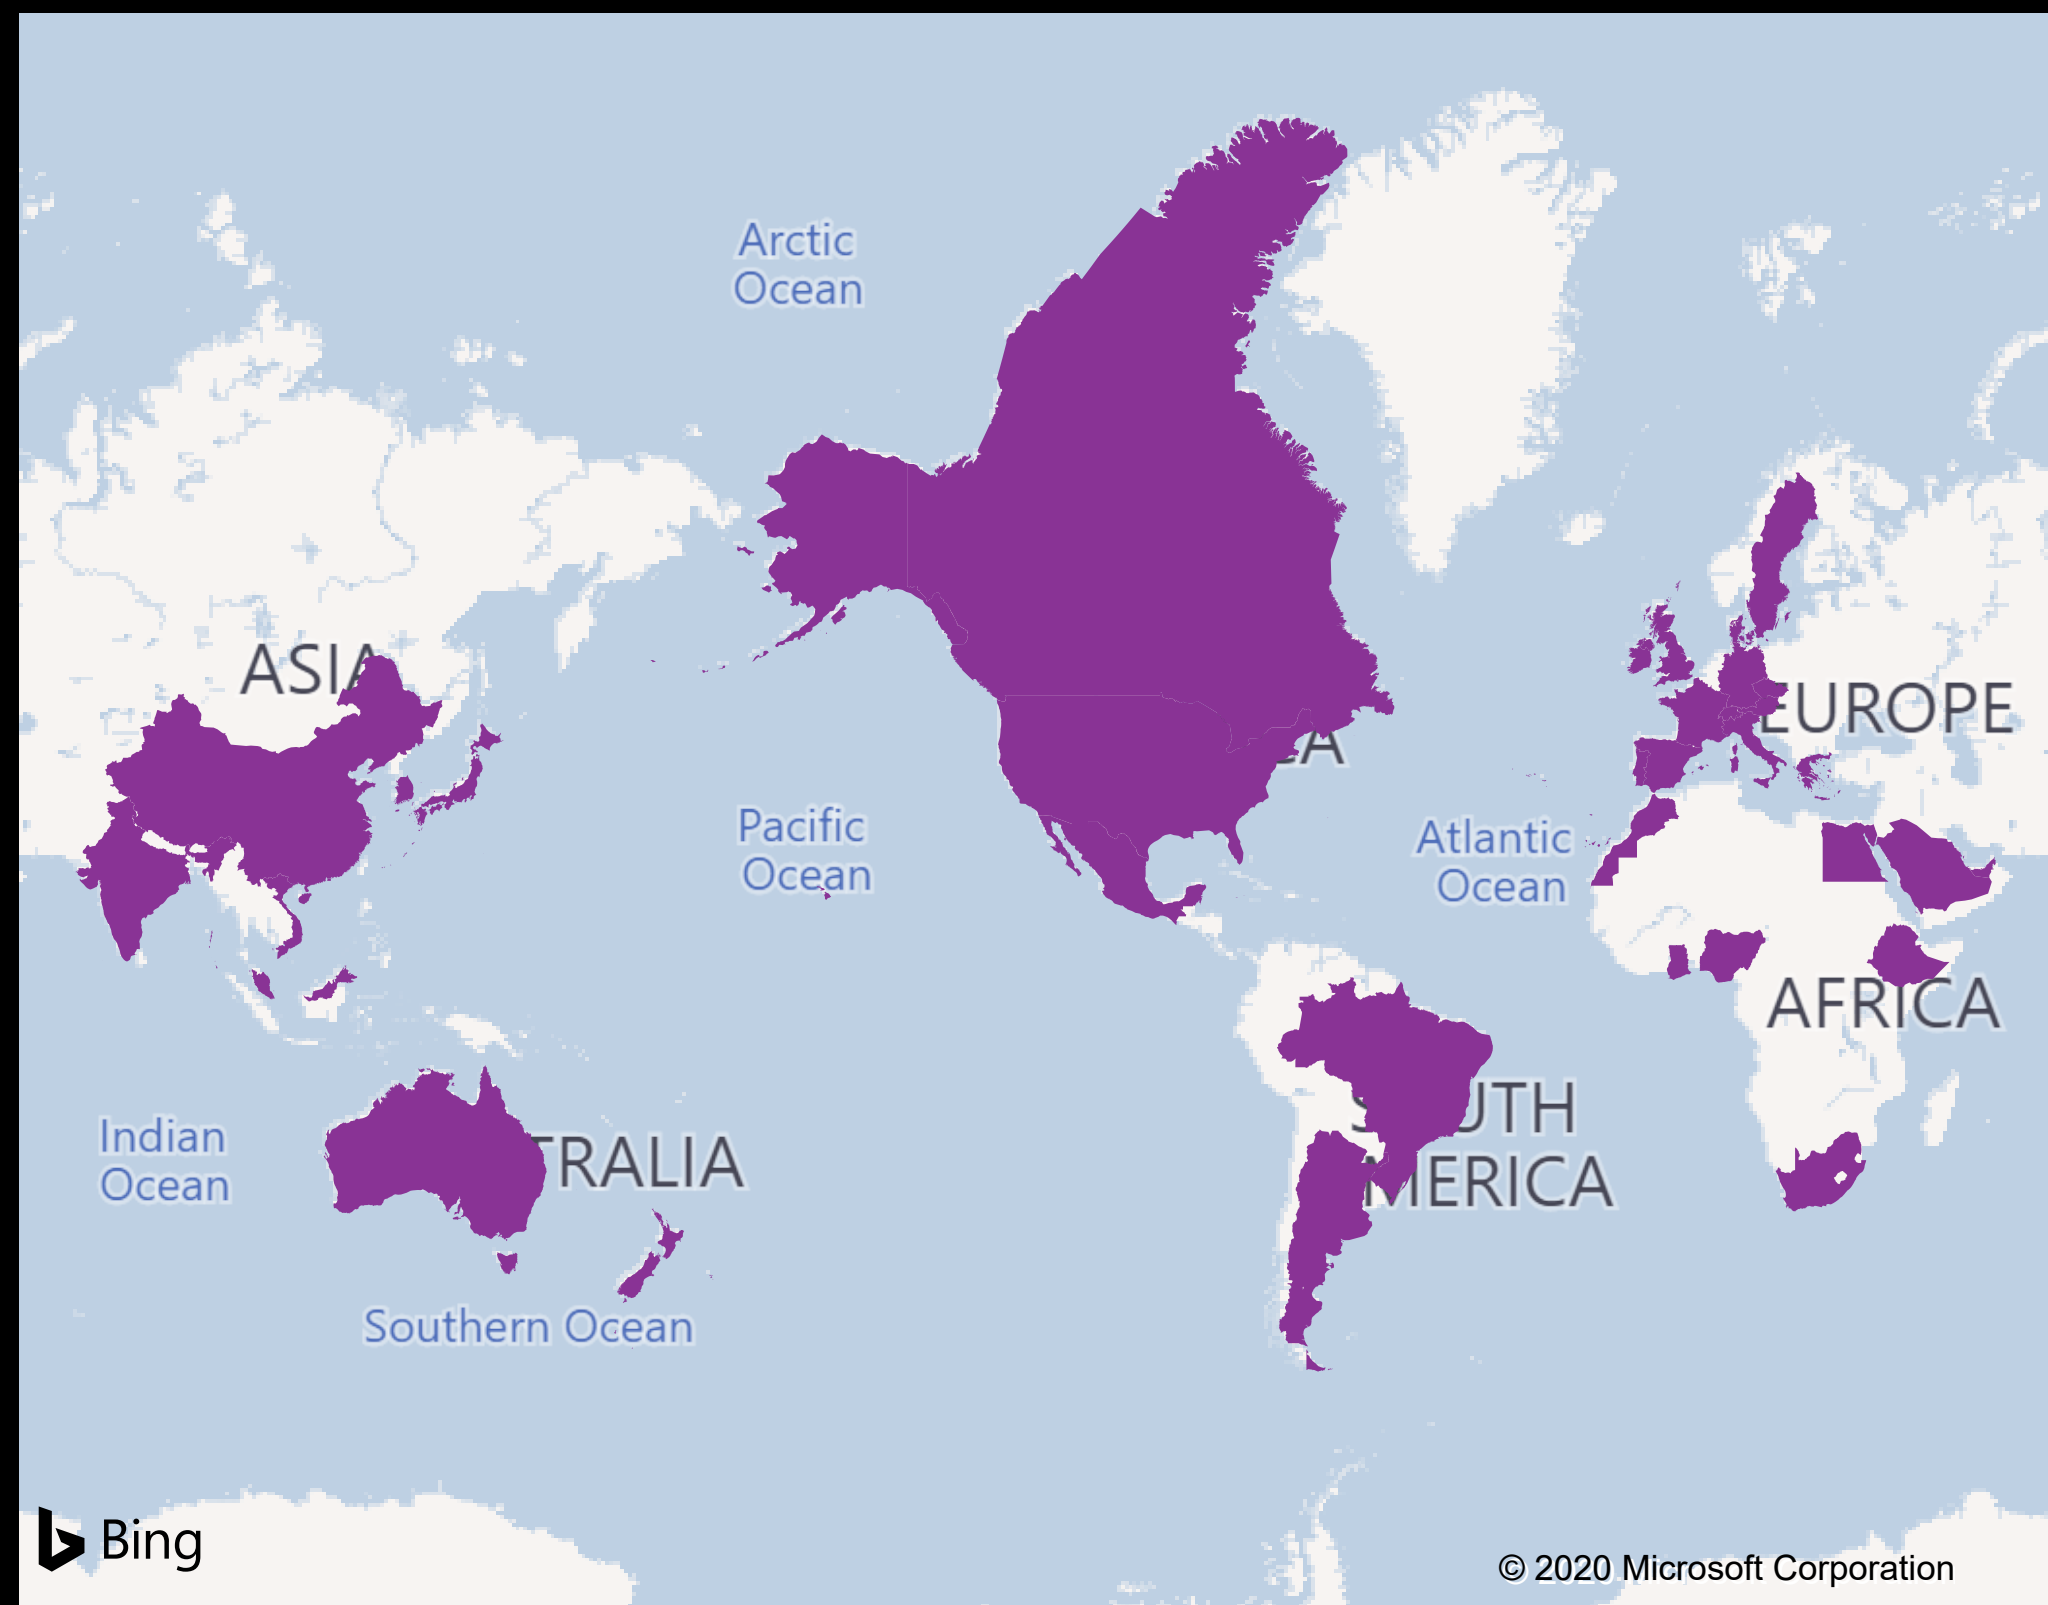 Arctic
Ocean
ASIA
EUROPE
Pacific
Ocean
Atlantic
Ocean
AFRICA
Indian
Ocean
TRALIA
UTH
MERICA
Southern Ocean
Bing
© 2020 Microsoft Corporation